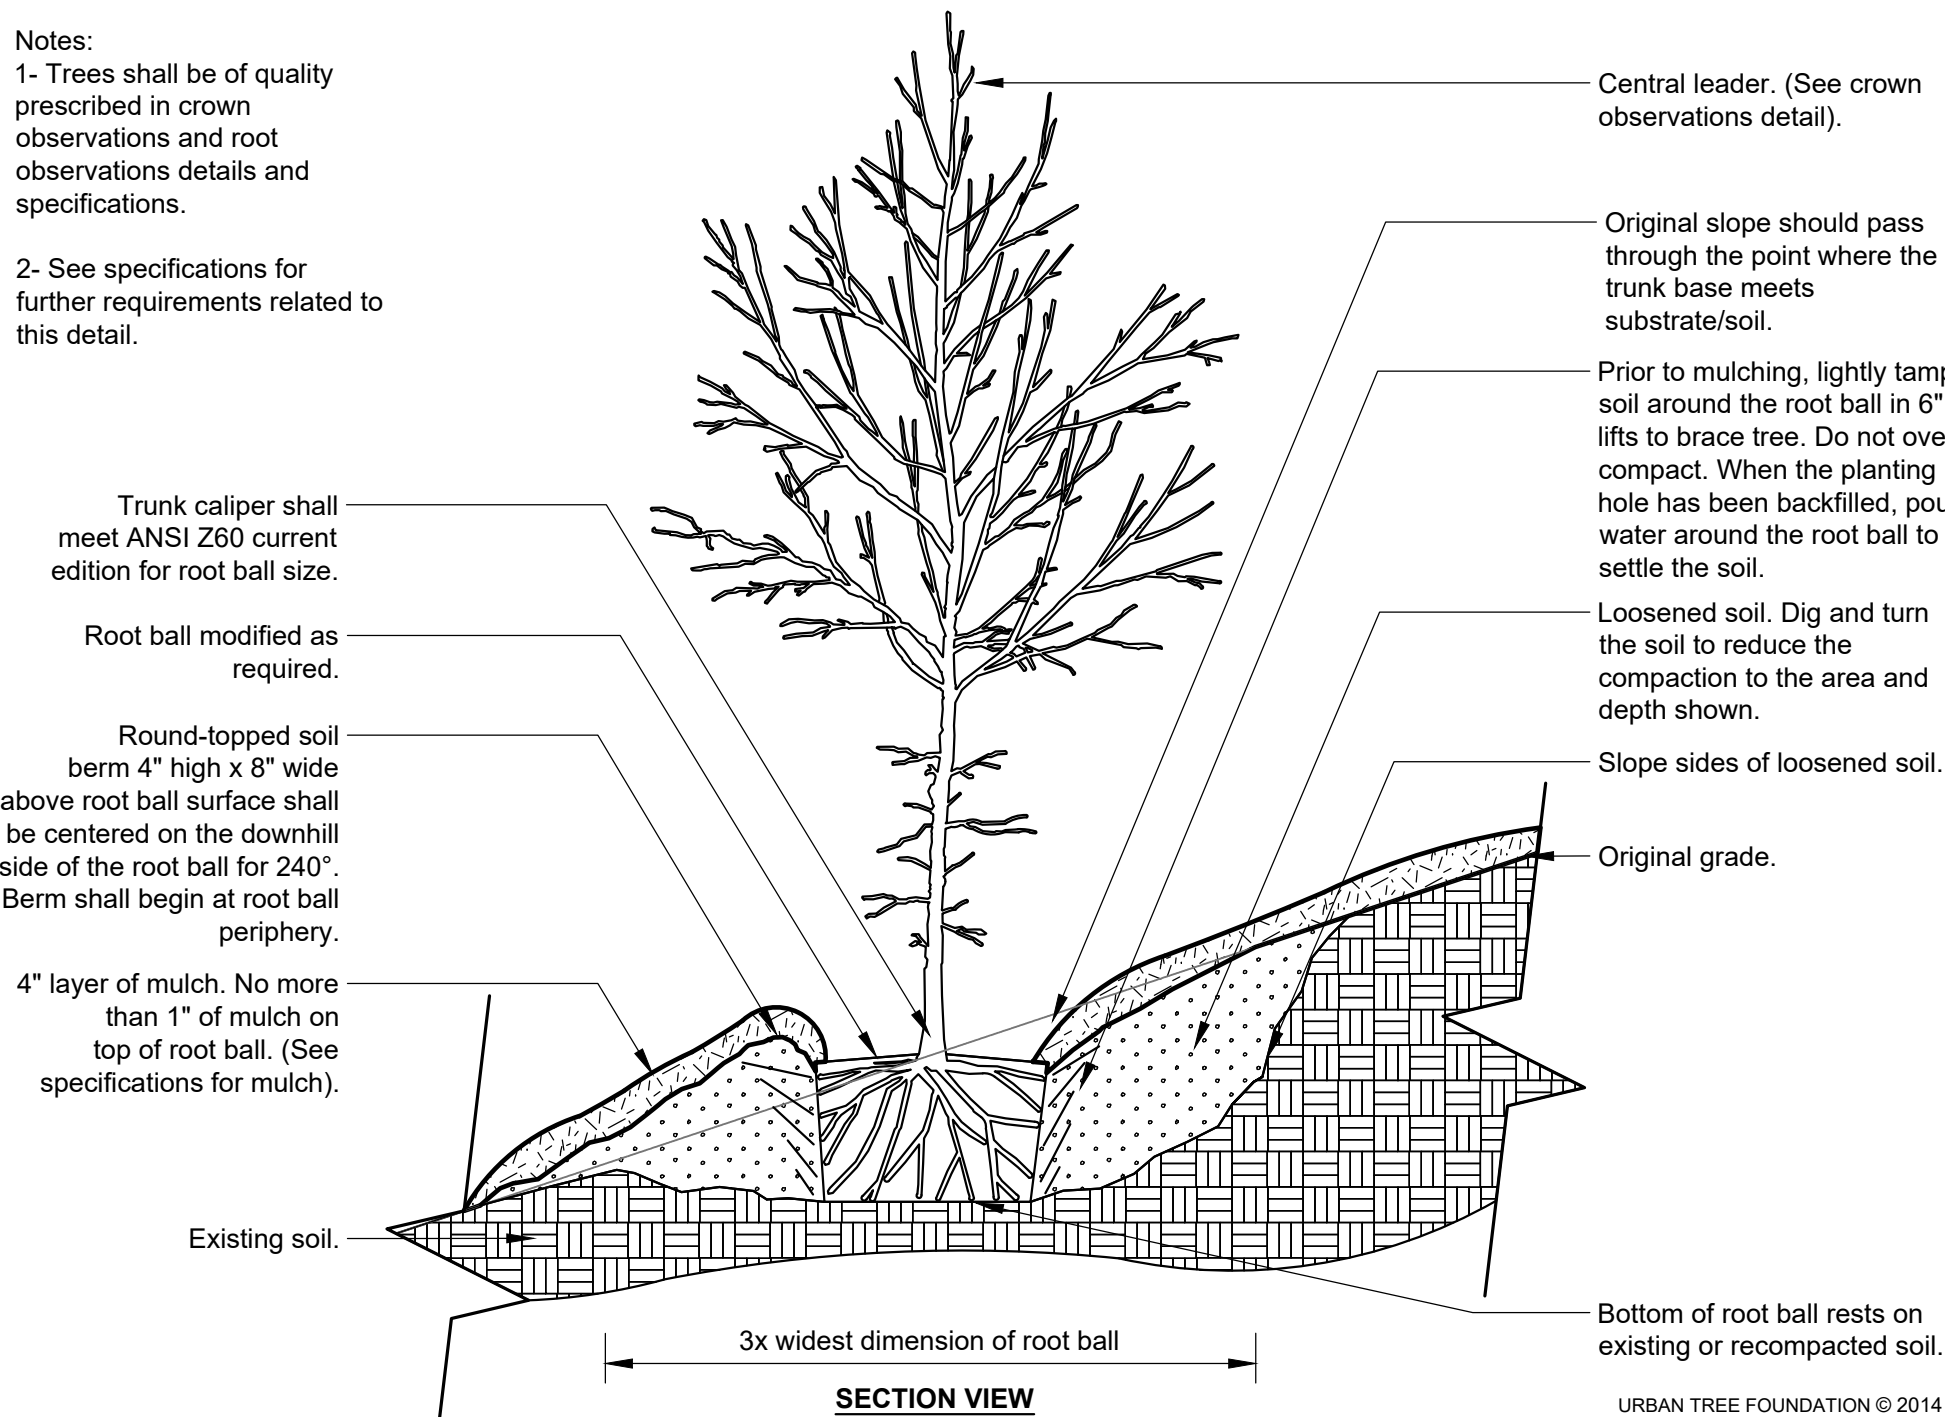 Notes:
1- Trees shall be of quality
prescribed in crown
observations and root
observations details and
specifications.
2- See specifications for
further requirements related to
this detail.
Trunk caliper shall
meet ANSI Z60 current
edition for root ball size.
Root ball modified as
required.
Round-topped soil
berm 4" high x 8" wide
above root ball surface shall
be centered on the downhill
side of the root ball for 240°.
Berm shall begin at root ball
periphery.
4" layer of mulch. No more
than 1" of mulch on
top of root ball. (See
specifications for mulch).
Existing soil.
Central leader. (See crown
observations detail).
Original slope should pass
through the point where the
trunk base meets
substrate/soil.
Prior to mulching, lightly tamp
soil around the root ball in 6"
lifts to brace tree. Do not ove
compact. When the planting
hole has been backfilled, pou
water around the root ball to
settle the soil.
Loosened soil. Dig and turn
the soil to reduce the
compaction to the area and
depth shown.
Slope sides of loosened soil.
Original grade.
Bottom of root ball rests on
existing or recompacted soil.
3x widest dimension of root ball
SECTION VIEW
URBAN TREE FOUNDATION © 2014